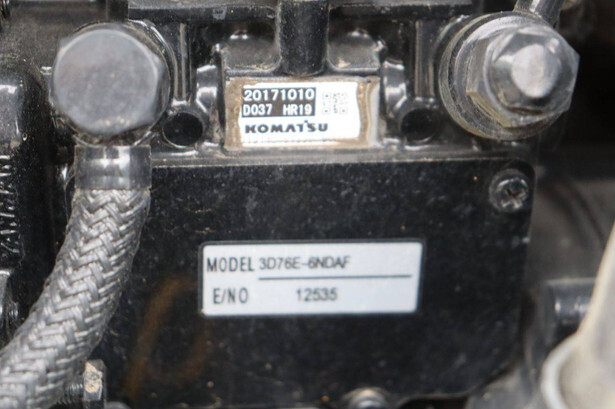 20171010
D037 HR19
KOMATSU
MODEL 3D76E-6NDAF
E/NO 12535